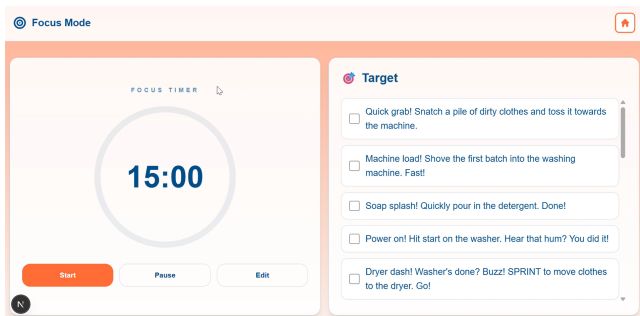 Focus Mode
FOCUS TIMER
15:00
Start
Pause
Edit
N
Target
Quick grab! Snatch a pile of dirty clothes and toss it towards
the machine.
Machine load! Shove the first batch into the washing
machine. Fast!
Soap splash! Quickly pour in the detergent. Done!
Power on! Hit start on the washer. Hear that hum? You did it!
Dryer dash! Washer's done? Buzz! SPRINT to move clothes
to the dryer. Go!